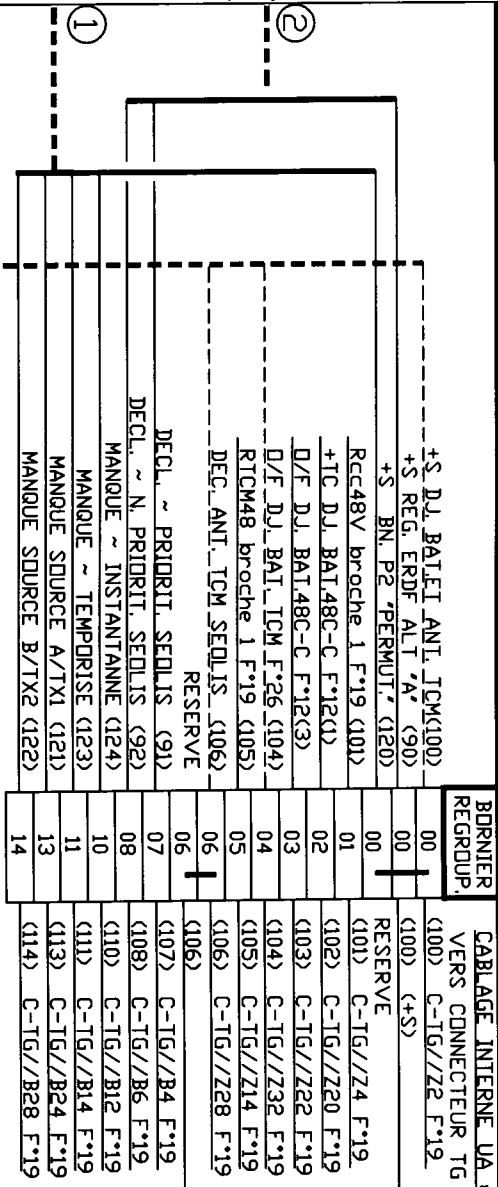 ②
①
CABLAGE INTERNE UA
VERS CONNECTEUR TG
BORNIER
REGROUP.
+S DJ. BAT.ET ANT. TCM(100) 00 (100) C-TG//Z2 F°19
+S REG. ERDF ALT "A" (90) 00 (100) (+S)
+S BN. P2 "PERMUT." (120) 00 RESERVE
Rcc48V broche 1 F°19 (101) 01 (101) C-TG//Z4 F°19
+TC DJ. BAT.48C-C F°12(1) 02 (102) C-TG//Z20 F°19
O/F DJ. BAT.48C-C F°12(3) 03 (103) C-TG//Z22 F°19
O/F DJ. BAT. TCM F°26 (104) 04 (104) C-TG//Z32 F°19
RTCM48 broche 1 F°19 (105) 05 (105) C-TG//Z14 F°19
DEC. ANT. TCM SEOLIS (106) 06 (106) C-TG//Z28 F°19
RESERVE 06 (106)
DECL. ~ PRIORIT. SEOLIS (91) 07 (107) C-TG//B4 F°19
DECL. ~ N. PRIORIT. SEOLIS (92) 08 (108) C-TG//B6 F°19
MANQUE ~ INSTANTANNE (124) 10 (110) C-TG//B12 F°19
MANQUE ~ TEMPORISE (123) 11 (111) C-TG//B14 F°19
MANQUE SOURCE A/TX1 (121) 13 (113) C-TG//B24 F°19
MANQUE SOURCE B/TX2 (122) 14 (114) C-TG//B28 F°19